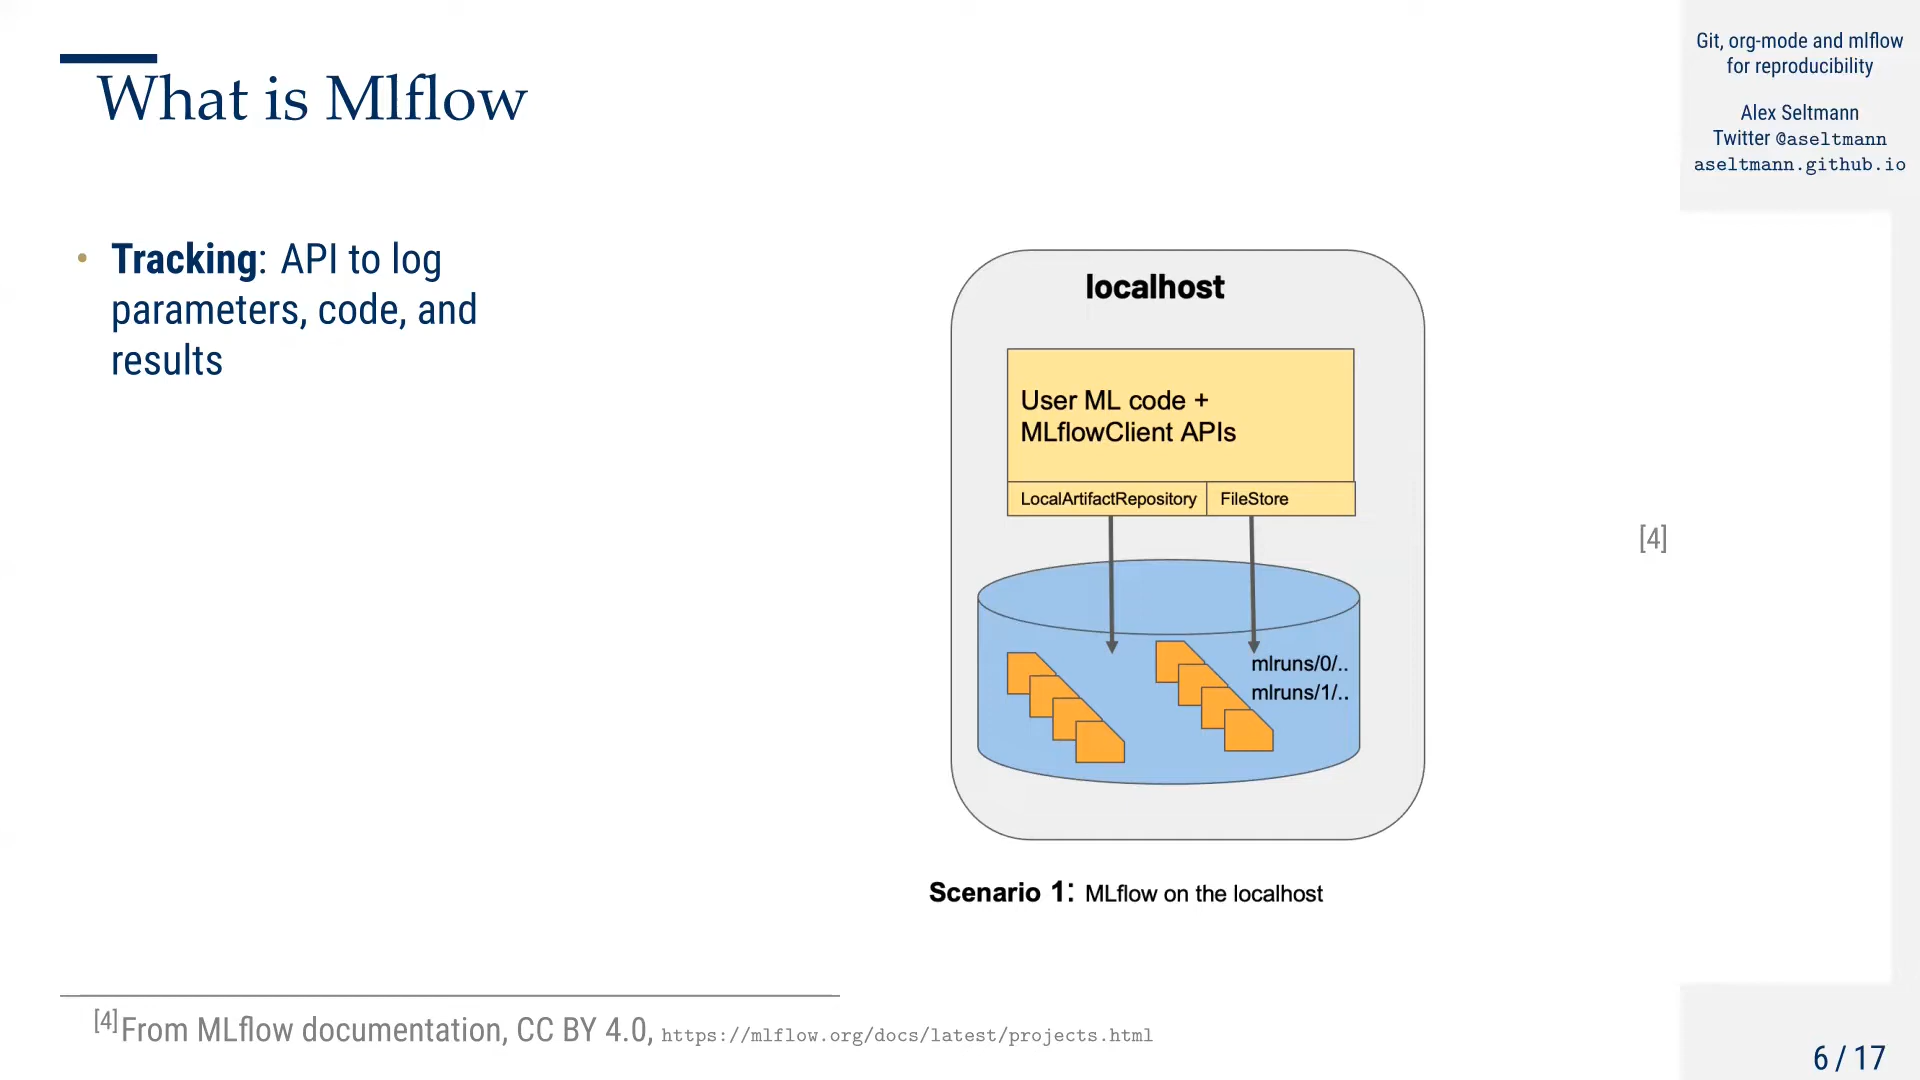 What is Mlflow
• Tracking: API to log
parameters, code, and
results
localhost
User ML code +
MLflowClient APIs
LocalArtifactRepository
FileStore
mlruns/0/..
mlruns/1/..
Scenario 1: MLflow on the localhost
[4]
[4]From MLflow documentation, CC BY 4.0, https://mlflow.org/docs/latest/projects.html
Git, org-mode and mlflow
for reproducibility
Alex Seltmann
Twitter @aseltmann
aseltmann.github.io
6 / 17